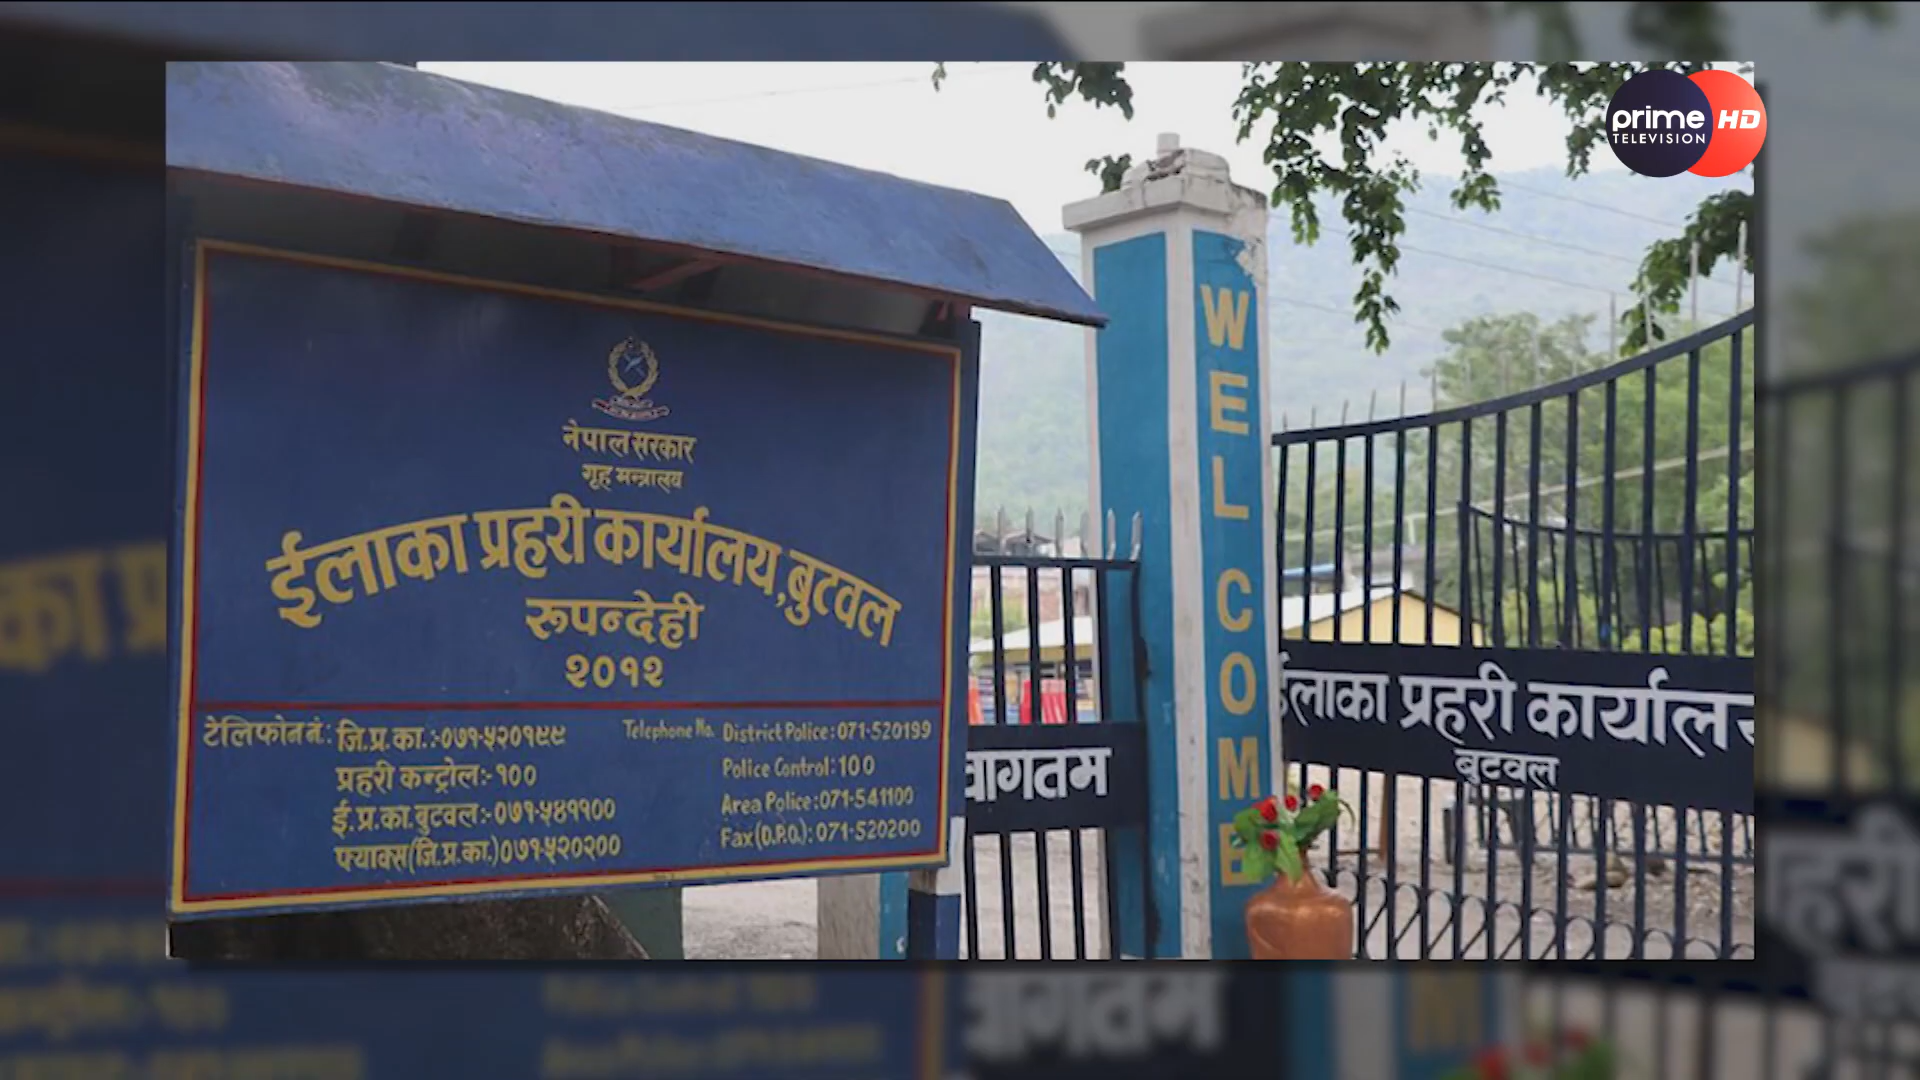 prime HD
TELEVISION
नेपाल सरकार
गृह मन्त्रालय
ईलाका प्रहरी कार्यालय, बुटवल
रुपन्देही
२०१२
टेलिफोन नं: जि.प्र.का.:-०७१-५२०१९९
प्रहरी कन्ट्रोल:- १००
ई.प्र.का.बुटवल:-०७१-५४११००
फ्याक्स(जि.प्र.का.)०७१-५२०२००
Telephone No. District Police: 071-520199
Police Control: 100
Area Police: 071-541100
Fax (D.P.O.): 071-520200
WELCOME
ईलाका प्रहरी कार्यालय
बुटवल